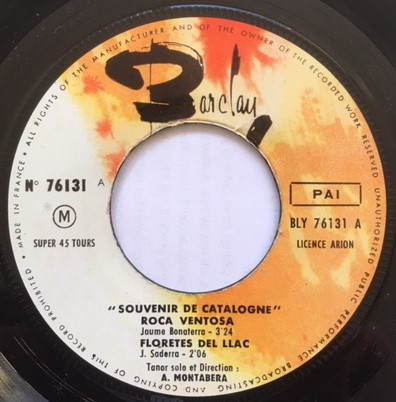 ALL RIGHTS OF THE MANUFACTURER AND OF THE OWNER OF THE RECORDED WORK RESERVED UNAUTHORIZED PUBLIC PERFORMANCE BROADCASTING AND COPYING OF THIS RECORD PROHIBITED • MADE IN FRANCE •
Barclay
N° 76131 A
M
SUPER 45 TOURS
PAI
BLY 76131 A
LICENCE ARION
"SOUVENIR DE CATALOGNE"
ROCA VENTOSA
Jaume Bonaterra - 3'24
FLORETES DEL LLAC
J. Saderra - 2'06
Tanor solo et Direction :
A. MONTABERA